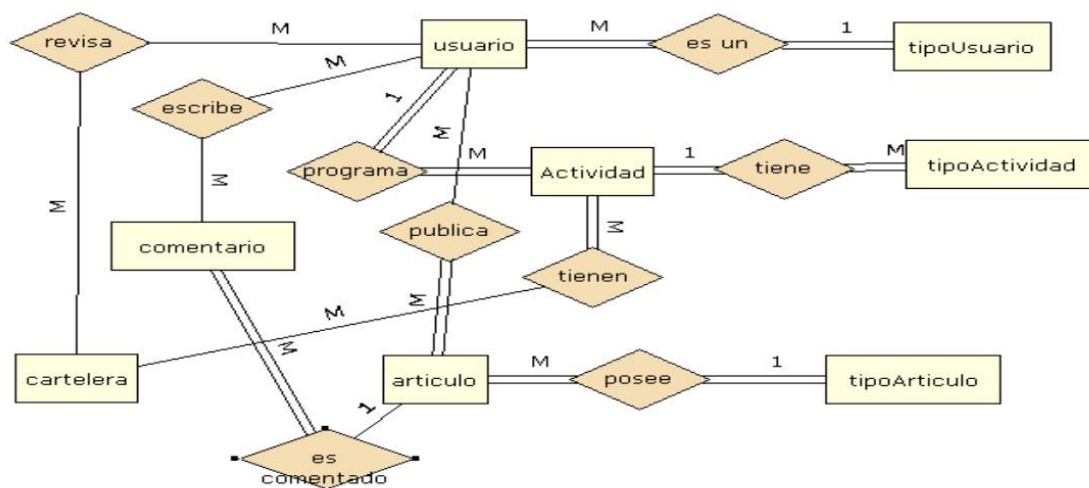 revisa
M
usuario
M
es un
1
tipoUsuario
M
escribe
1
M
programa
M
Actividad
1
tiene
M
tipoActividad
M
M
publica
M
comentario
tienen
M
M
M
cartelera
M
articulo
M
posee
1
tipoArticulo
1
es
comentado